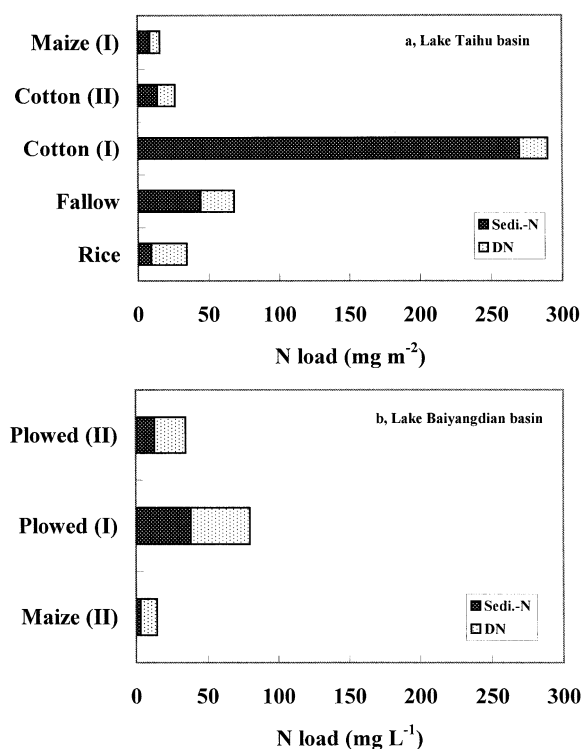 a, Lake Taihu basin
Maize (I)
Cotton (II)
Cotton (I)
Fallow
Rice
Sedi.-N
DN
0 50 100 150 200 250 300
N load (mg m⁻²)
b, Lake Baiyangdian basin
Plowed (II)
Plowed (I)
Maize (II)
Sedi.-N
DN
0 50 100 150 200 250 300
N load (mg L⁻¹)